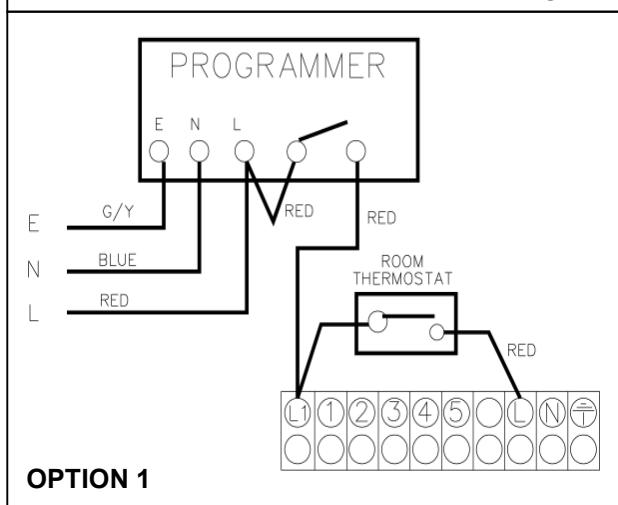 PROGRAMMER
E N L
E G/Y RED RED
N BLUE
L RED
ROOM
THERMOSTAT
RED
L1 1 2 3 4 5 L N
OPTION 1